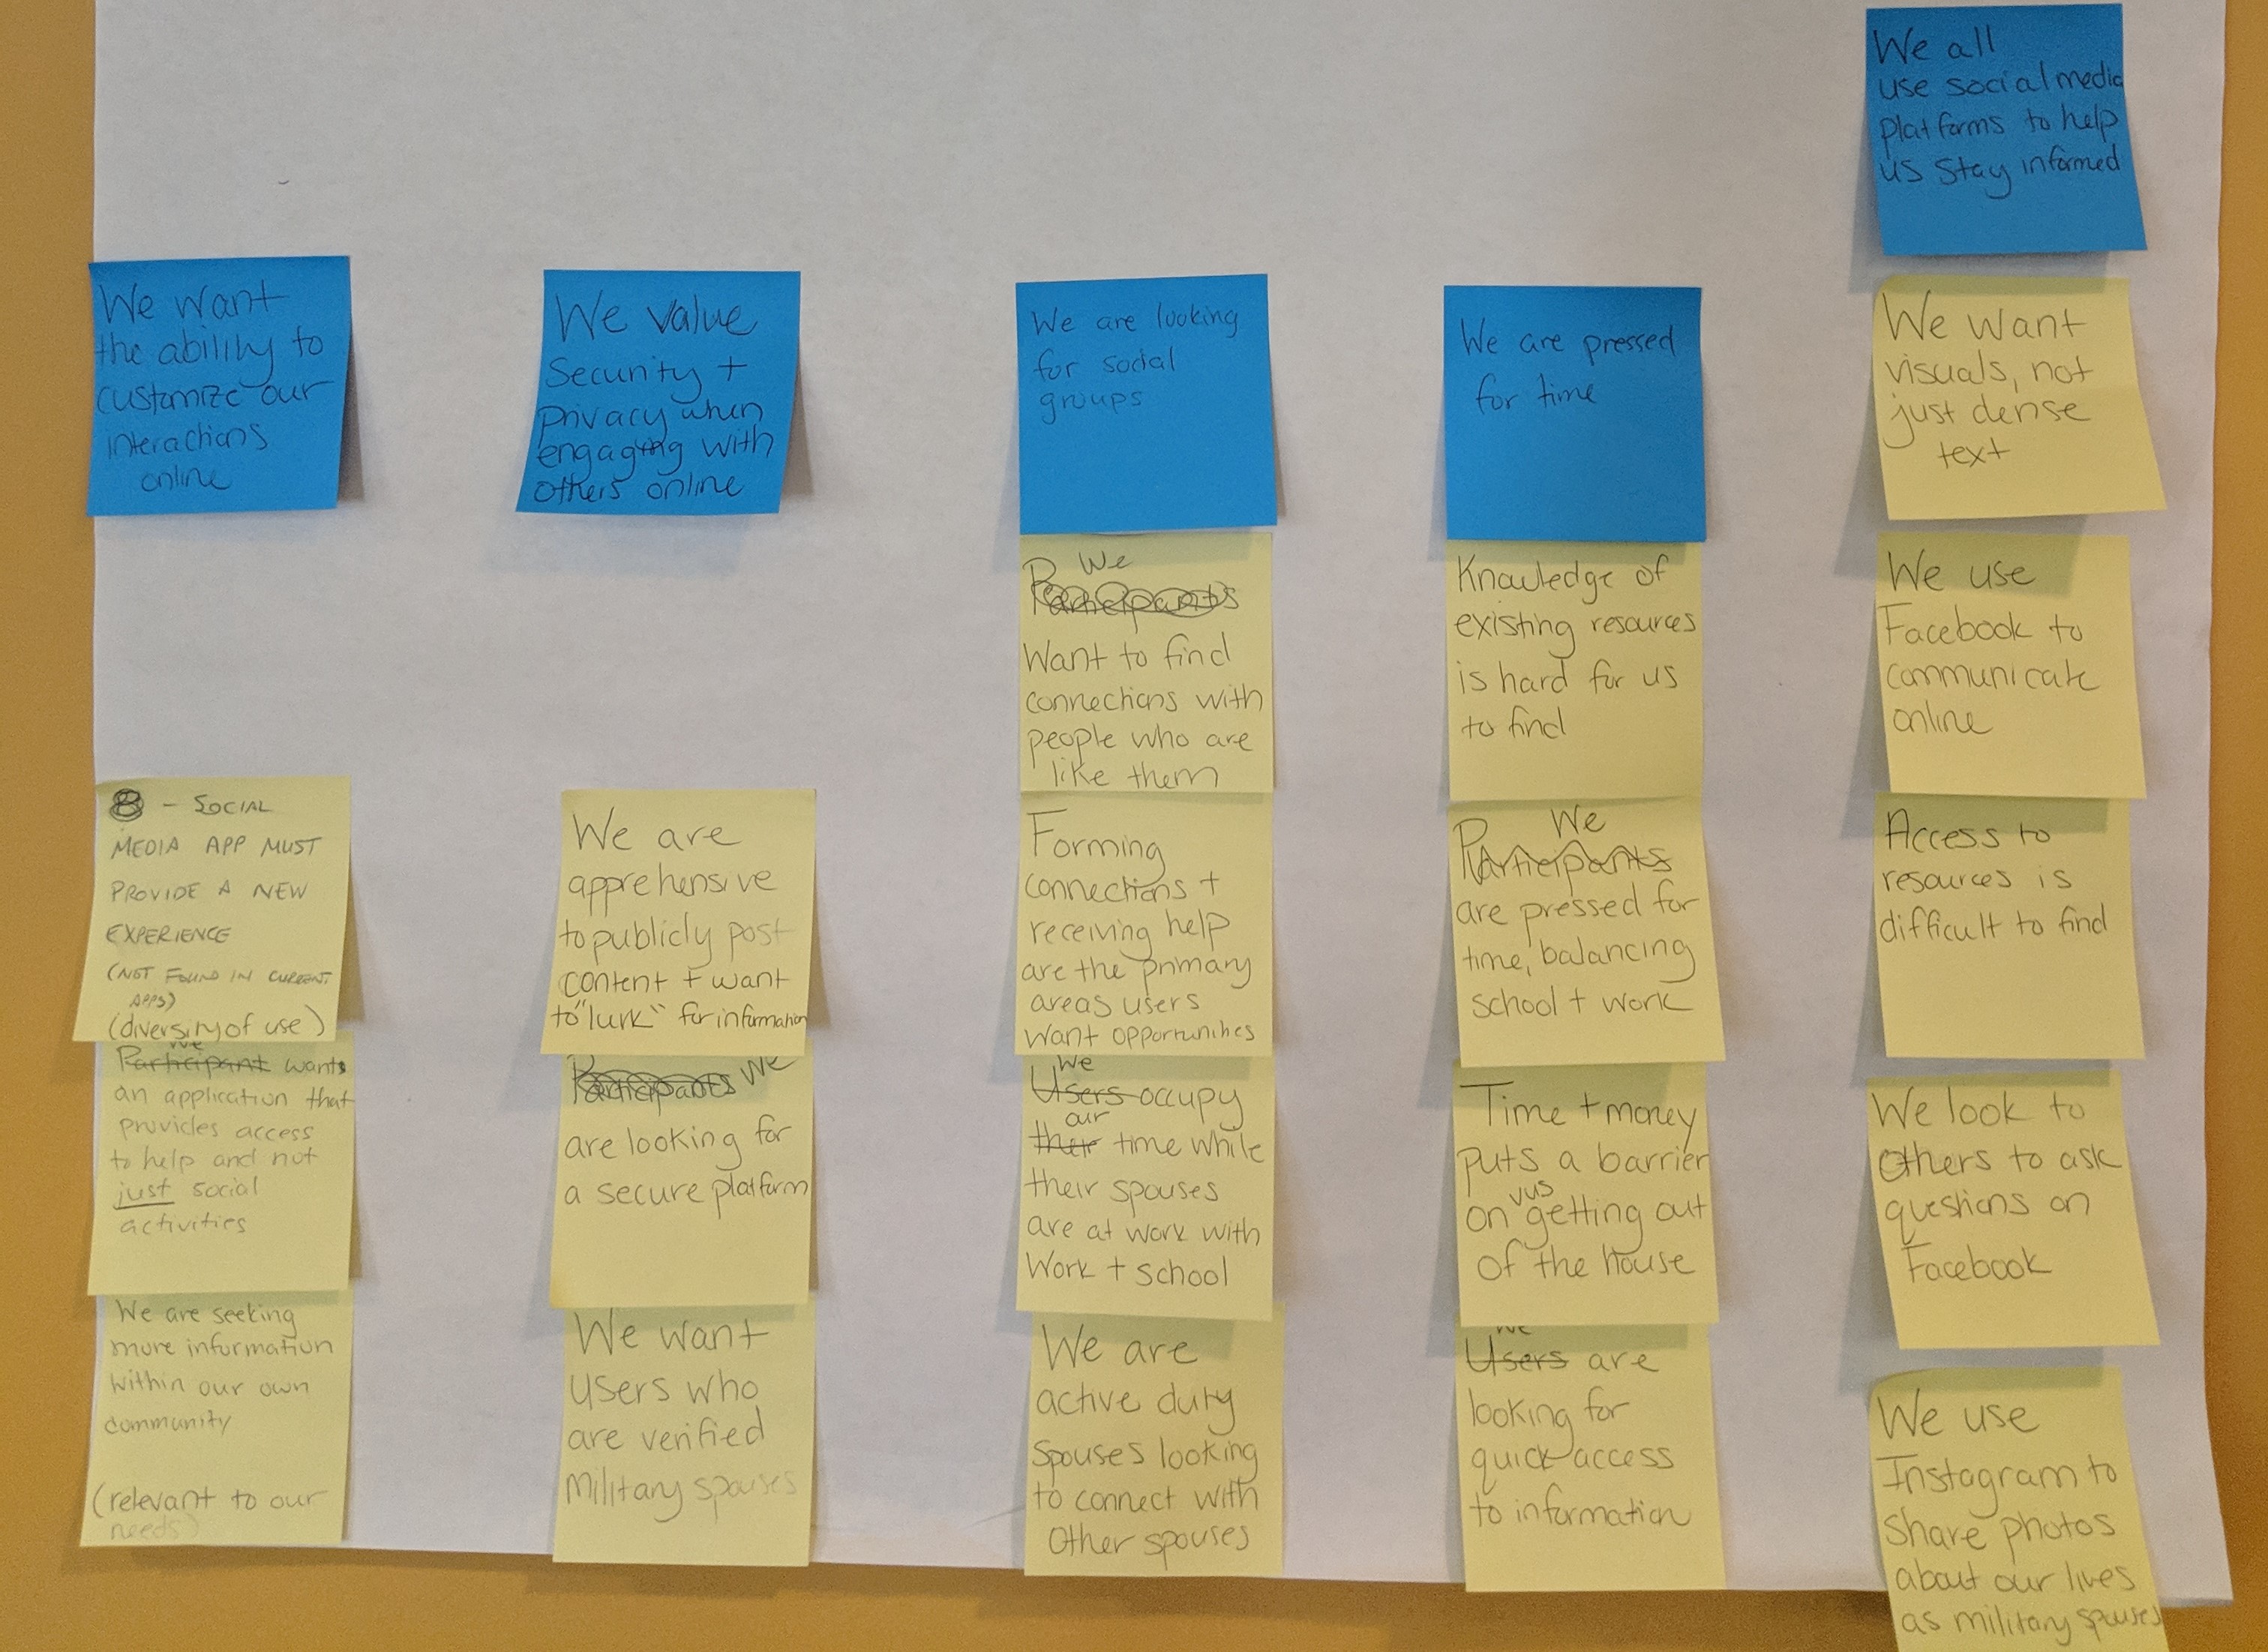 We want
the ability to
customize our
interactions
online
We value
Security +
privacy when
engaging with
others online
We are looking
for social
groups
We are pressed
for time
We all
use social media
platforms to help
us stay informed
- SOCIAL
MEDIA APP MUST
PROVIDE A NEW
EXPERIENCE
(NOT FOUND IN CURRENT
APPS)
(diversity of use)
We
Participant wants
an application that
provides access
to help and not
just social
activities
We are seeking
more information
within our own
community
(relevant to our
needs)
We are
apprehensive
to publicly post
content + want
to "lurk" for information
Participants We
are looking for
a secure platform
We want
users who
are verified
military spouses
We
Participants
Want to find
connections with
people who are
like them
Forming
connections +
receiving help
are the primary
areas users
want opportunities
We
Users occupy
our
their time while
their spouses
are at work with
Work + school
We are
active duty
spouses looking
to connect with
other spouses
Knowledge of
existing resources
is hard for us
to find
We
Participants
are pressed for
time, balancing
school + work
Time + money
puts a barrier
us
on getting out
of the house
We
Users are
looking for
quick access
to information
We want
visuals, not
just dense
text
We use
Facebook to
communicate
online
Access to
resources is
difficult to find
We look to
others to ask
questions on
Facebook
We use
Instagram to
share photos
about our lives
as military spouses